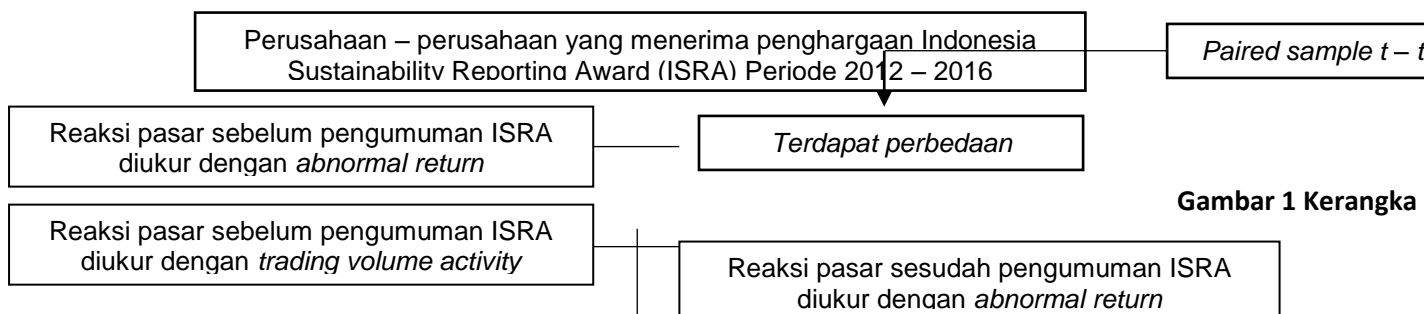 Perusahaan – perusahaan yang menerima penghargaan Indonesia
Sustainability Reporting Award (ISRA) Periode 2012 – 2016
Paired sample t – t
Reaksi pasar sebelum pengumuman ISRA
diukur dengan abnormal return
Terdapat perbedaan
Gambar 1 Kerangka
Reaksi pasar sebelum pengumuman ISRA
diukur dengan trading volume activity
Reaksi pasar sesudah pengumuman ISRA
diukur dengan abnormal return